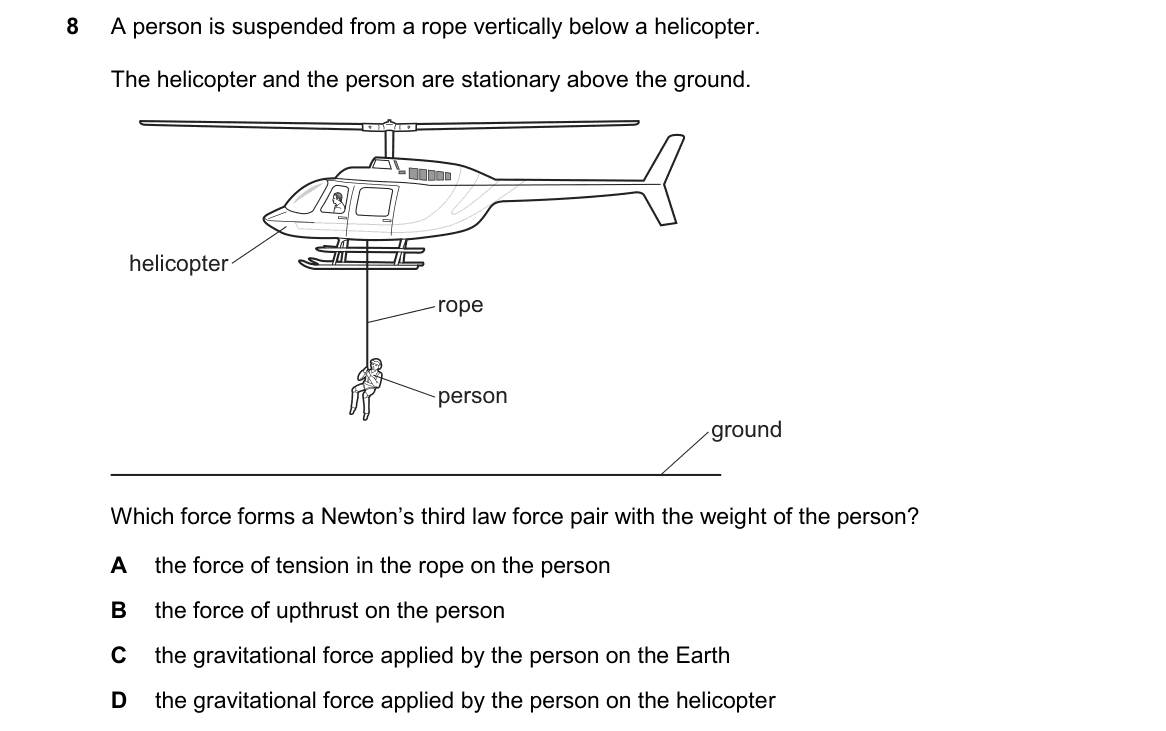 8 A person is suspended from a rope vertically below a helicopter.
The helicopter and the person are stationary above the ground.
helicopter
rope
person
ground
Which force forms a Newton’s third law force pair with the weight of the person?
A the force of tension in the rope on the person
B the force of upthrust on the person
C the gravitational force applied by the person on the Earth
D the gravitational force applied by the person on the helicopter